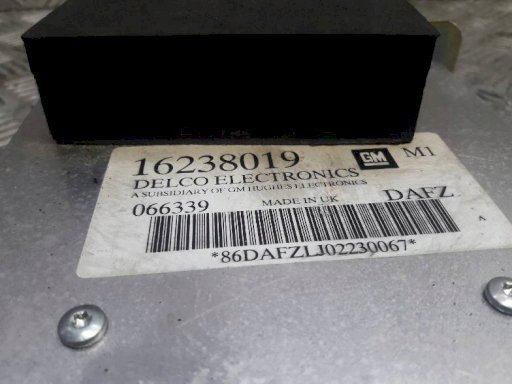 16238019 GM M1
DELCO ELECTRONICS
A SUBSIDIARY OF GM HUGHES ELECTRONICS
066339 MADE IN UK DAFZ
A
*86DAFZLJ02230067*